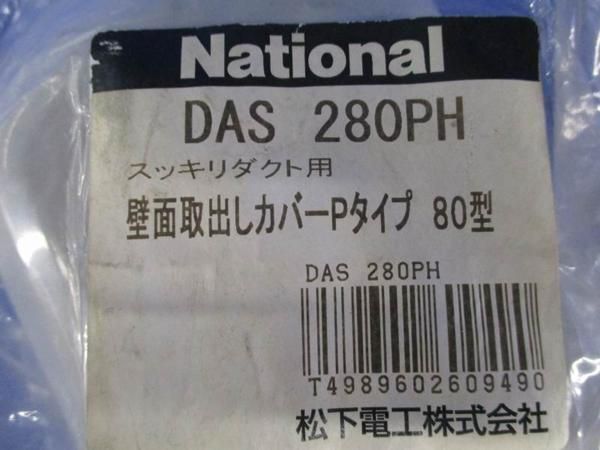 National
DAS 280PH
スッキリダクト用
壁面取出しカバーPタイプ 80型
DAS 280PH
T4989602609490
松下電工株式会社